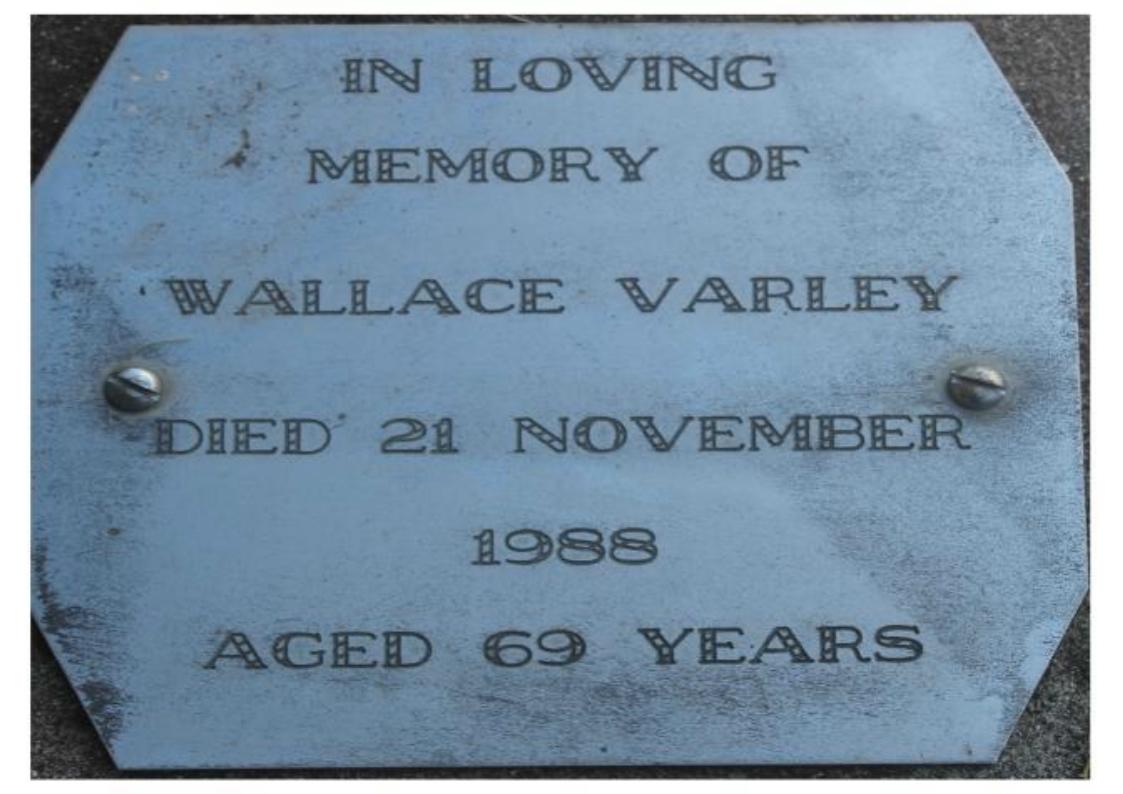 IN LOVING
MEMORY OF
WALLACE VARLEY
DIED 21 NOVEMBER
1988
AGED 69 YEARS